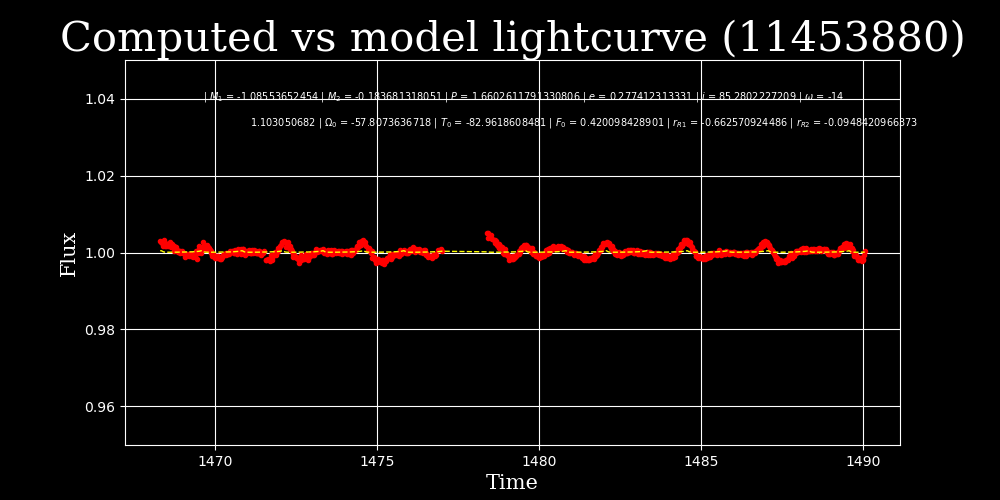 Computed vs model lightcurve (11453880)
| M₁ = -1.08553652454 | M₂ = -0.183681318051 | P = 1.6602611791330806 | e = 0.277412313331 | i = 85.2802227209 | ω = -14
1.103050682 | Ω₀ = -57.8073636718 | T₀ = -82.9618608481 | F₀ = 0.420098428901 | r_R1 = -0.662570924486 | r_R2 = -0.0948420966373
1.04
1.02
1.00
0.98
0.96
Flux
1470 1475 1480 1485 1490
Time